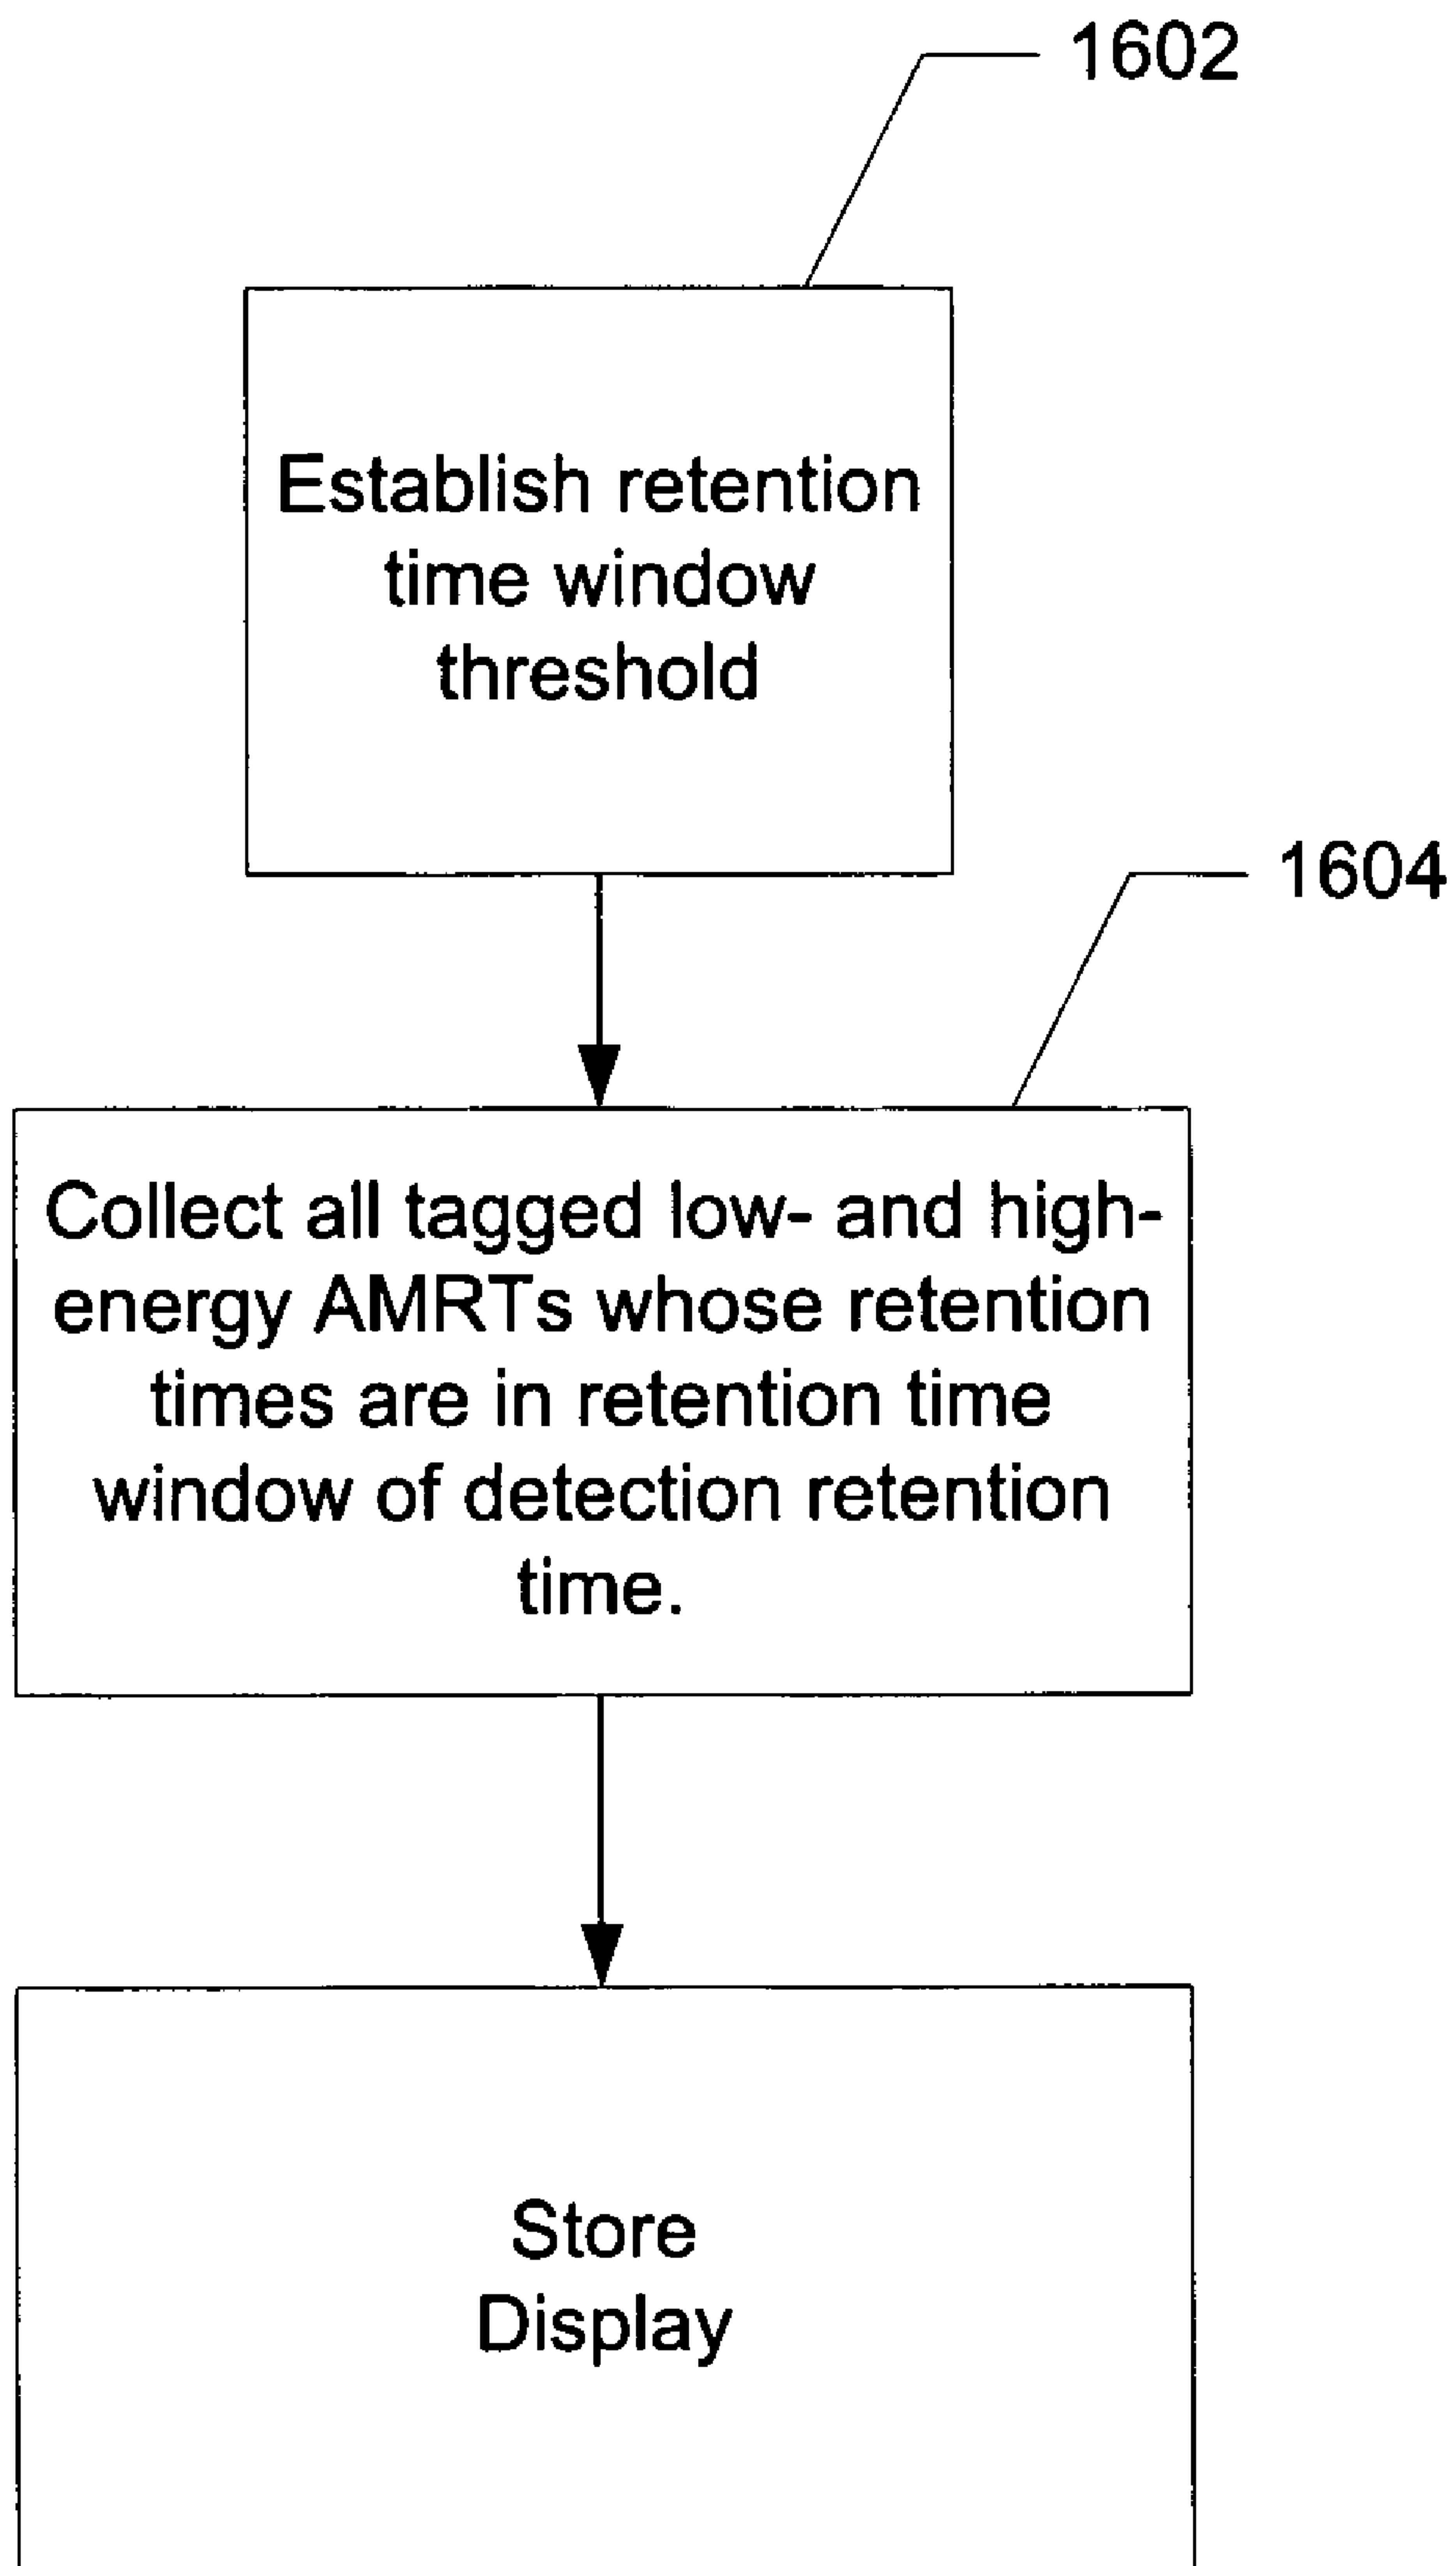 1602
Establish retention
time window
threshold
1604
Collect all tagged low- and high-
energy AMRTs whose retention
times are in retention time
window of detection retention
time.
Store
Display